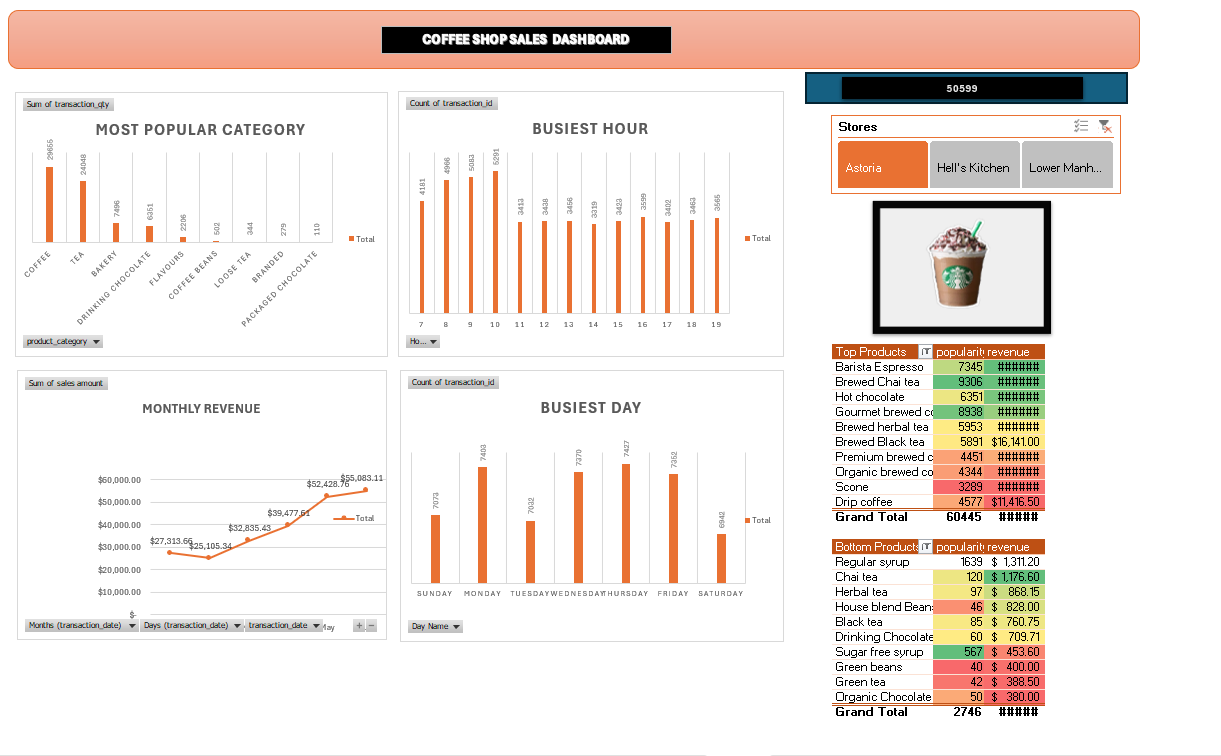 COFFEE SHOP SALES DASHBOARD
50599
Sum of transaction_qty
MOST POPULAR CATEGORY
29655
24048
7496
6351
2206
502
344
279
110
COFFEE
TEA
BAKERY
DRINKING CHOCOLATE
FLAVOURS
COFFEE BEANS
LOOSE TEA
BRANDED
PACKAGED CHOCOLATE
Total
product_category
Count of transaction_id
BUSIEST HOUR
4181
4966
5083
5291
3413
3438
3456
3319
3423
3599
3402
3463
3565
7 8 9 10 11 12 13 14 15 16 17 18 19
Total
Ho...
Stores
Astoria
Hell's Kitchen
Lower Manh...
Sum of sales amount
MONTHLY REVENUE
$60,000.00
$50,000.00
$40,000.00
$30,000.00
$20,000.00
$10,000.00
$-
$27,313.66
$25,105.34
$32,835.43
$39,477.61
$52,428.76
$55,083.11
Total
May
Months (transaction_date)
Days (transaction_date)
transaction_date
+ −
Count of transaction_id
BUSIEST DAY
7073
7403
7032
7370
7427
7352
6942
SUNDAY MONDAY TUESDAY WEDNESDAY THURSDAY FRIDAY SATURDAY
Total
Day Name
Top Products popularit revenue
Barista Espresso 7345 ######
Brewed Chai tea 9306 ######
Hot chocolate 6351 ######
Gourmet brewed co 8938 ######
Brewed herbal tea 5953 ######
Brewed Black tea 5891 $16,141.00
Premium brewed c 4451 ######
Organic brewed co 4344 ######
Scone 3289 ######
Drip coffee 4577 $11,416.50
Grand Total 60445 #####
Bottom Products popularit revenue
Regular syrup 1639 $ 1,311.20
Chai tea 120 $ 1,176.60
Herbal tea 97 $ 868.15
House blend Beans 46 $ 828.00
Black tea 85 $ 760.75
Drinking Chocolate 60 $ 709.71
Sugar free syrup 567 $ 453.60
Green beans 40 $ 400.00
Green tea 42 $ 388.50
Organic Chocolate 50 $ 380.00
Grand Total 2746 #####